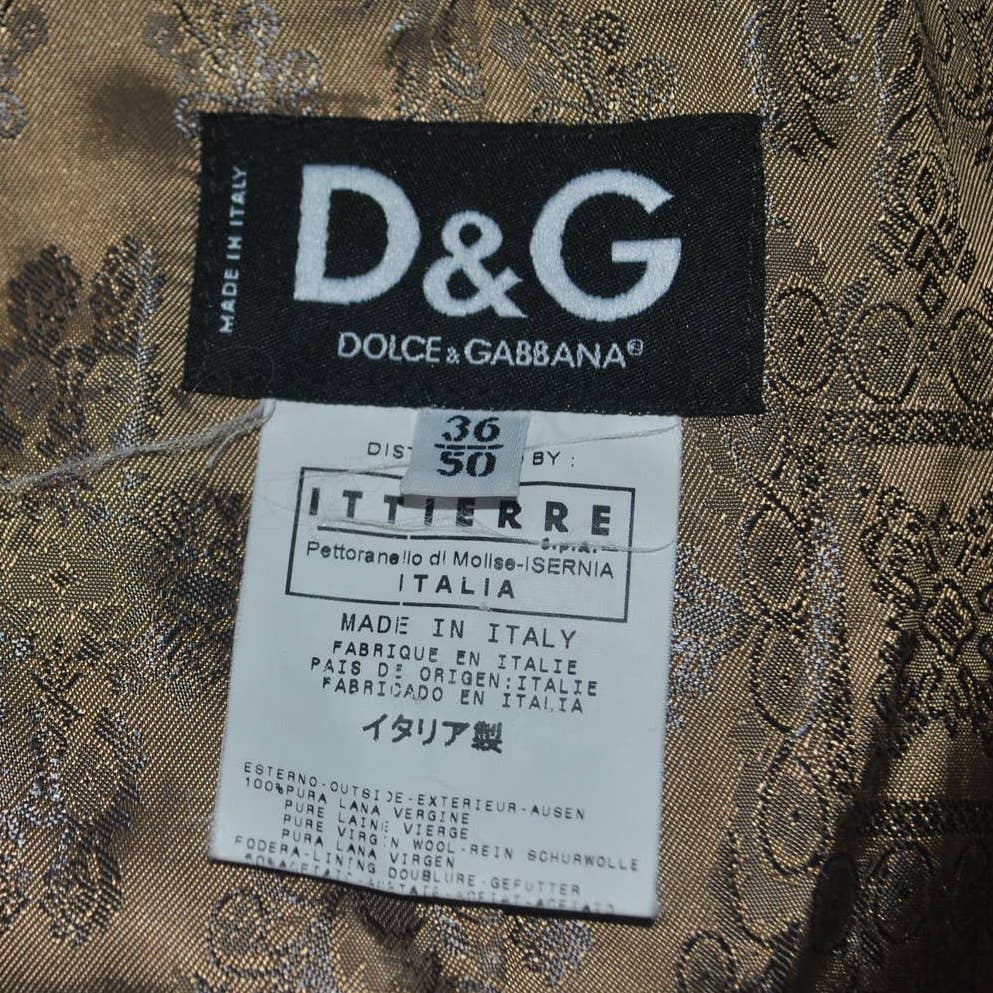 MADE IN ITALY
D&G
DOLCE & GABBANA®
36
50
DIST BY :
ITTIERRE
S.p.A.
Pettoranello di Molise-ISERNIA
ITALIA
MADE IN ITALY
FABRIQUE EN ITALIE
PAIS DE ORIGEN:ITALIE
FABRICADO EN ITALIA
イタリア製
ESTERNO-OUTSIDE-EXTERIEUR-AUSEN
100%PURA LANA VERGINE
PURE LAINE VIERGE
PURE VIRGIN WOOL-REIN SCHURWOLLE
PURA LANA VIRGEN
FODERA-LINING DOUBLURE-GEFUTTER